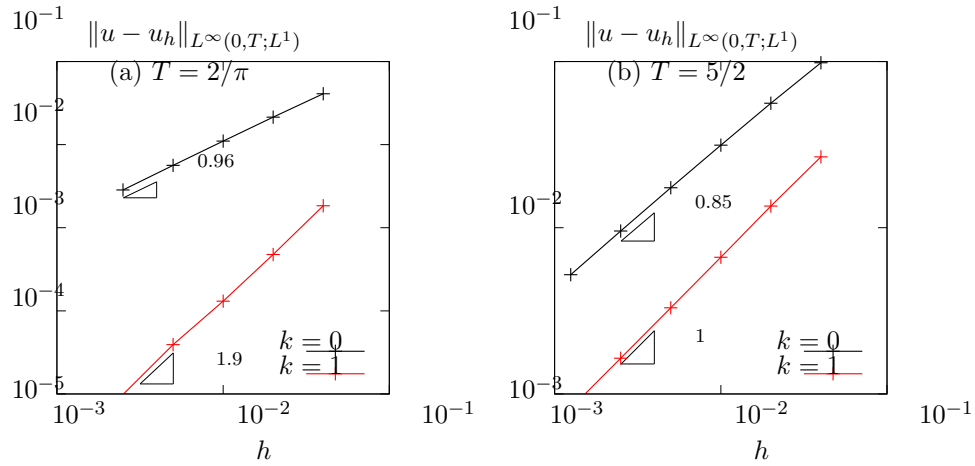 10^{-1}
‖u − u_h‖_{L^∞(0,T;L^1)}
(a) T = 2/π
10^{-2}
0.96
10^{-3}
10^{-4}
k = 0
1.9
k = 1
10^{-5}
10^{-3}
10^{-2}
10^{-1}
h
10^{-1}
‖u − u_h‖_{L^∞(0,T;L^1)}
(b) T = 5/2
10^{-2}
0.85
1
k = 0
k = 1
10^{-3}
10^{-3}
10^{-2}
10^{-1}
h